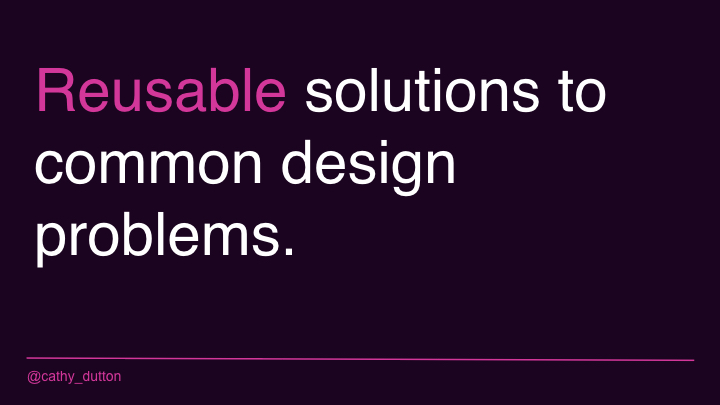 Reusable solutions to
common design
problems.
@cathy_dutton